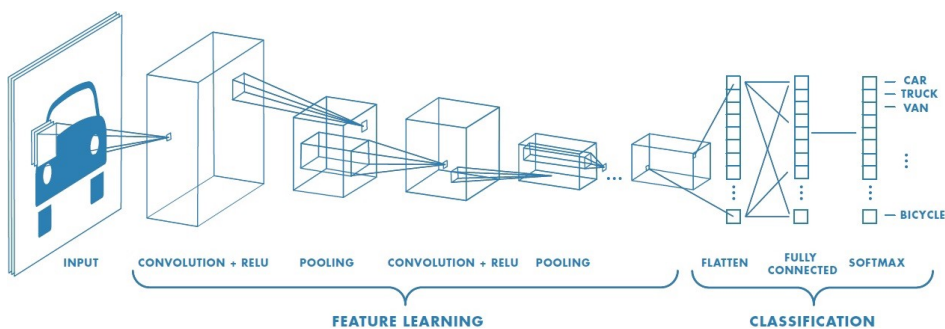 CAR
TRUCK
VAN
BICYCLE
INPUT
CONVOLUTION + RELU
POOLING
CONVOLUTION + RELU
POOLING
FLATTEN
FULLY
CONNECTED
SOFTMAX
FEATURE LEARNING
CLASSIFICATION